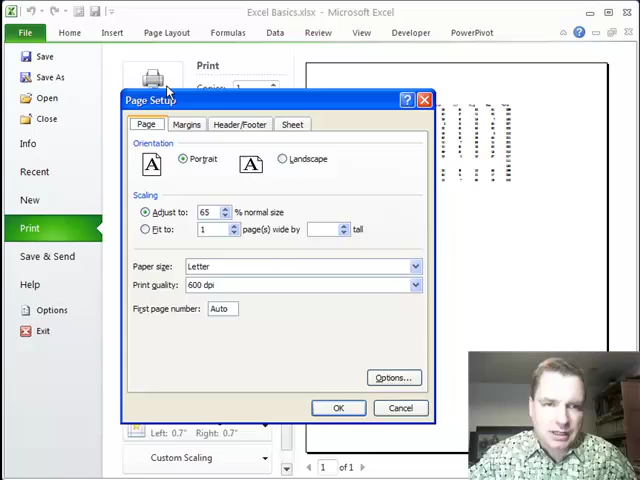 Excel Basics.xlsx - Microsoft Excel
File Home Insert Page Layout Formulas Data Review View Developer PowerPivot
Save
Save As
Open
Close
Info
Recent
New
Print
Save & Send
Help
Options
Exit
Print
Copies: 1
Page Setup
Page Margins Header/Footer Sheet
Orientation
A Portrait A Landscape
Scaling
Adjust to: 65 % normal size
Fit to: 1 page(s) wide by tall
Paper size: Letter
Print quality: 600 dpi
First page number: Auto
Options...
OK Cancel
Left: 0.7" Right: 0.7"
Custom Scaling
1 of 1